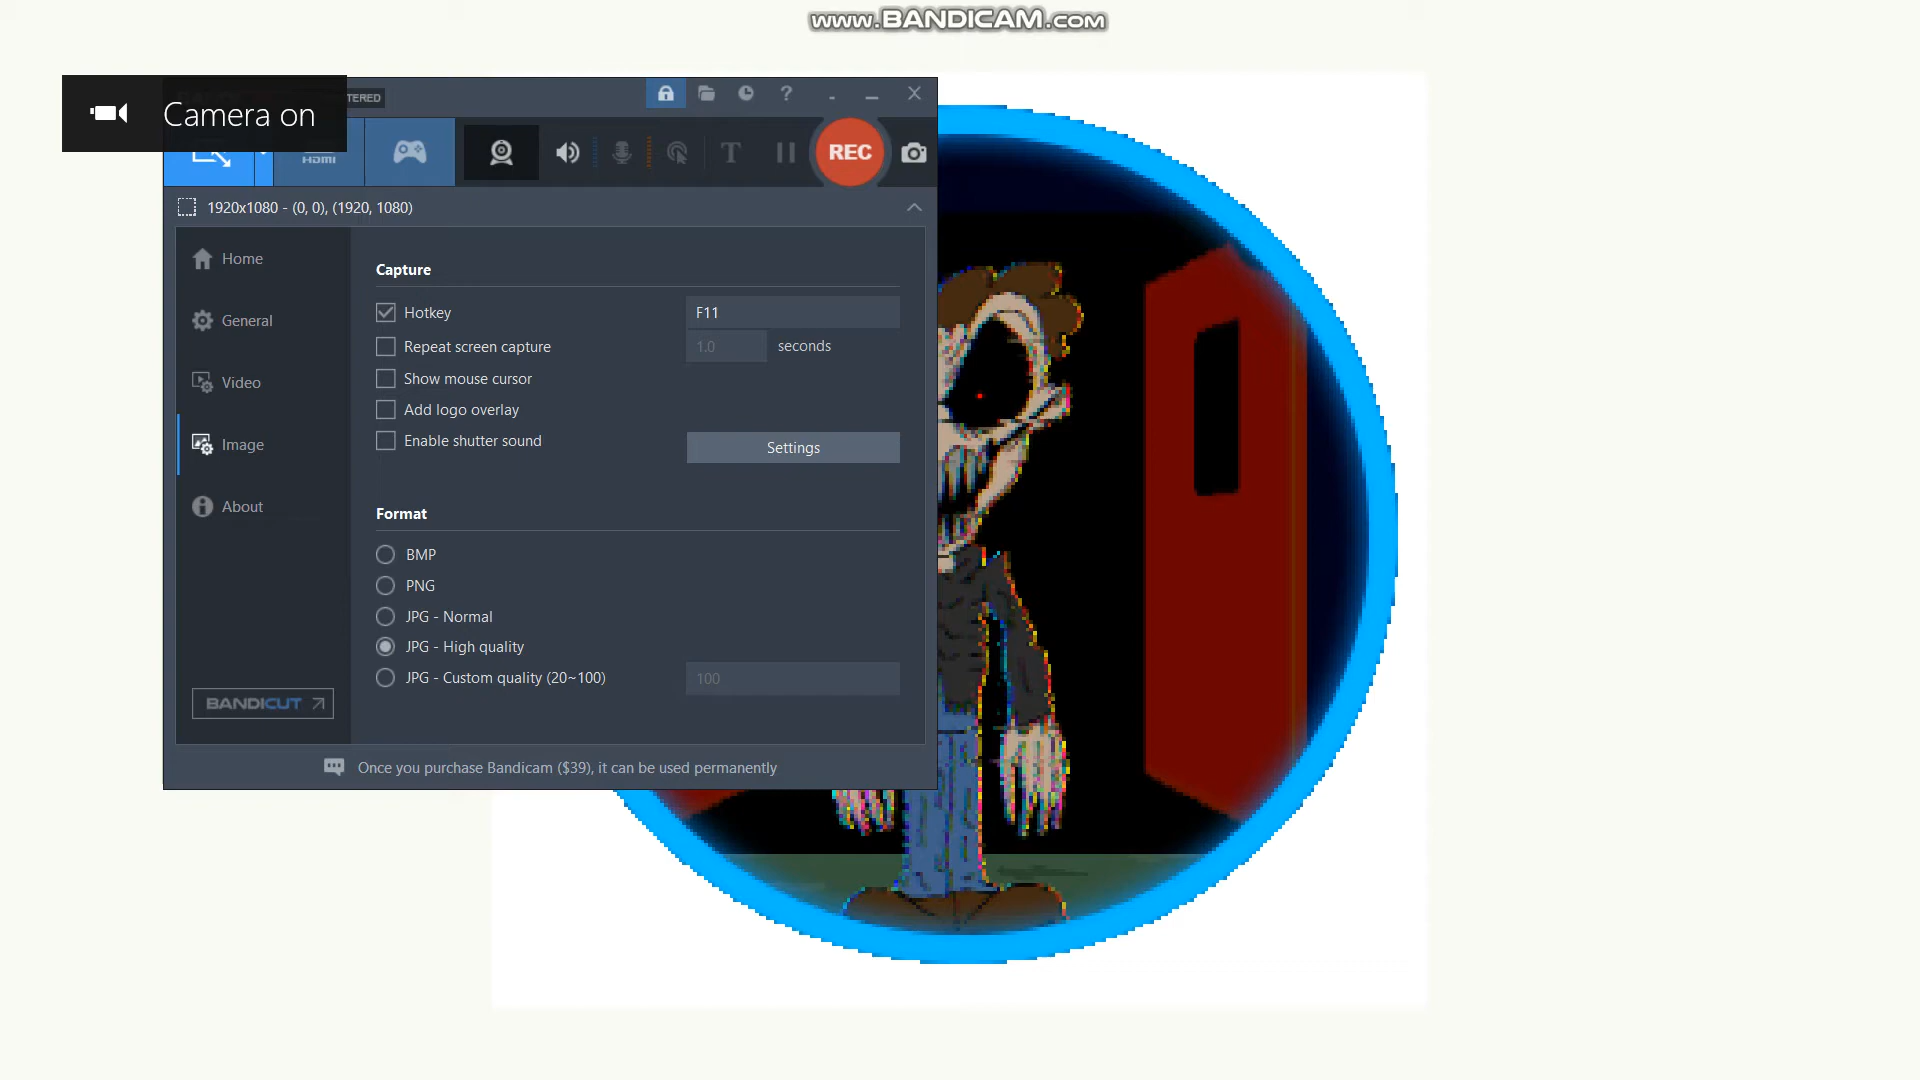 www.BANDICAM.com
Camera on
TERED
HDMI
REC
1920x1080 - (0, 0), (1920, 1080)
Home
General
Video
Image
About
BANDICUT
Capture
Hotkey
F11
Repeat screen capture
1.0
seconds
Show mouse cursor
Add logo overlay
Enable shutter sound
Settings
Format
BMP
PNG
JPG - Normal
JPG - High quality
JPG - Custom quality (20~100)
100
Once you purchase Bandicam ($39), it can be used permanently